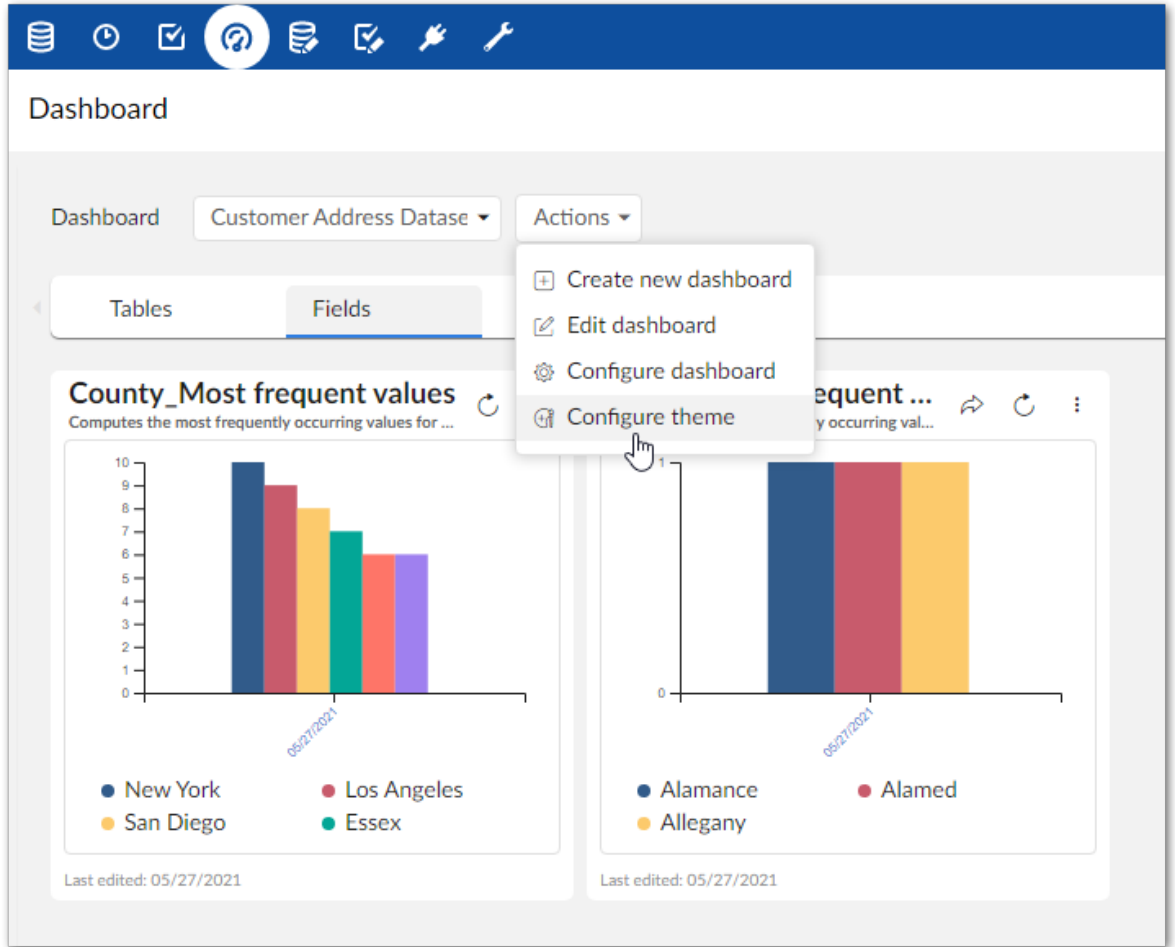 Dashboard
Dashboard
Customer Address Datase
Actions
Create new dashboard
Edit dashboard
Configure dashboard
Configure theme
Tables
Fields
County_Most frequent values
Computes the most frequently occurring values for ...
10
9
8
7
6
5
4
3
2
1
0
05/27/2021
New York
Los Angeles
San Diego
Essex
Last edited: 05/27/2021
equent ...
y occurring val...
1
0
05/27/2021
Alamance
Alamed
Allegany
Last edited: 05/27/2021